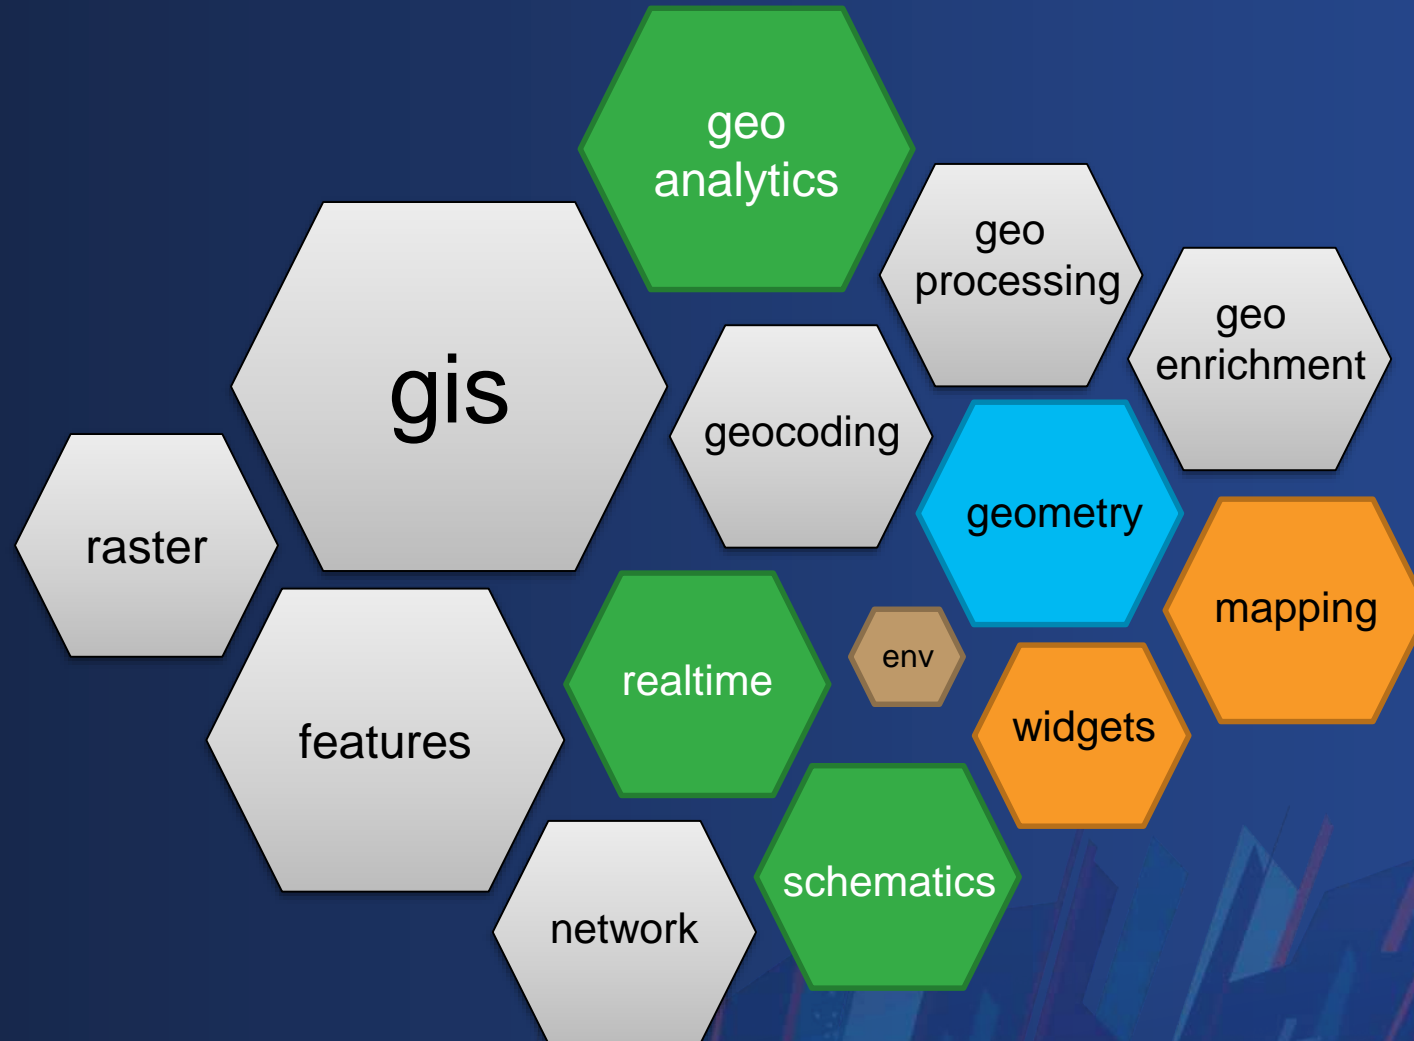 geo
analytics
geo
processing
geo
enrichment
gis
geocoding
raster
geometry
mapping
realtime
env
widgets
features
schematics
network